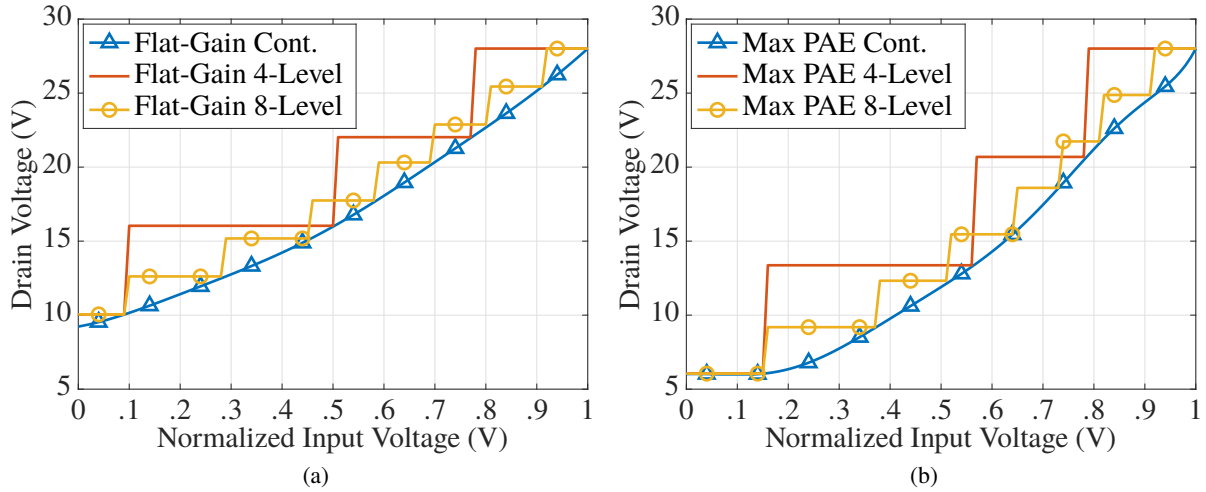 30
25
20
15
10
5
Drain Voltage (V)
Flat-Gain Cont.
Flat-Gain 4-Level
Flat-Gain 8-Level
0 .1 .2 .3 .4 .5 .6 .7 .8 .9 1
Normalized Input Voltage (V)
(a)
30
25
20
15
10
5
Drain Voltage (V)
Max PAE Cont.
Max PAE 4-Level
Max PAE 8-Level
0 .1 .2 .3 .4 .5 .6 .7 .8 .9 1
Normalized Input Voltage (V)
(b)